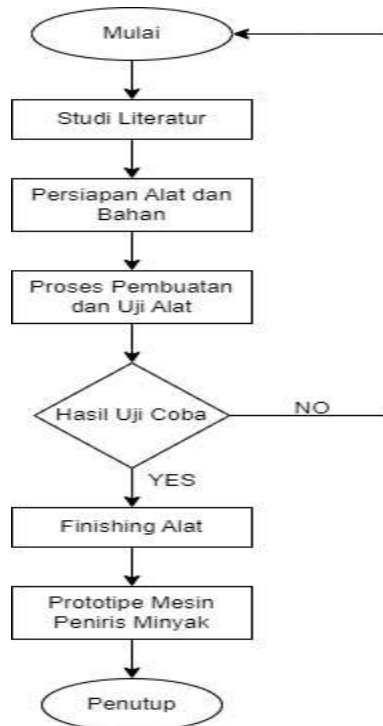 Mulai
Studi Literatur
Persiapan Alat dan
Bahan
Proses Pembuatan
dan Uji Alat
Hasil Uji Coba
NO
YES
Finishing Alat
Prototipe Mesin
Peniris Minyak
Penutup